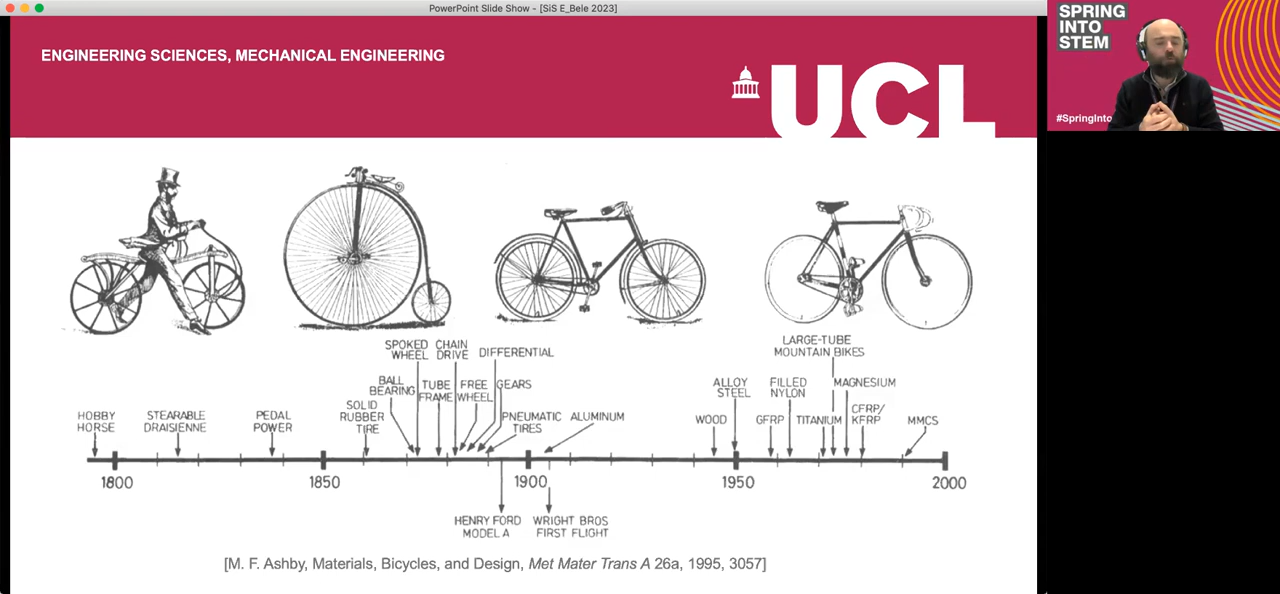 PowerPoint Slide Show - [SiS E_Bele 2023]
ENGINEERING SCIENCES, MECHANICAL ENGINEERING
UCL
SPRING
INTO
STEM
#SpringInto
HOBBY
HORSE
STEARABLE
DRAISIENNE
PEDAL
POWER
SOLID
RUBBER
TIRE
BALL
BEARING
SPOKED
WHEEL
TUBE
FRAME
CHAIN
DRIVE
FREE
WHEEL
DIFFERENTIAL
GEARS
PNEUMATIC
TIRES
ALUMINUM
WOOD
ALLOY
STEEL
GFRP
FILLED
NYLON
TITANIUM
LARGE-TUBE
MOUNTAIN BIKES
MAGNESIUM
CFRP/
KFRP
MMCS
1800
1850
1900
1950
2000
HENRY FORD
MODEL A
WRIGHT BROS
FIRST FLIGHT
[M. F. Ashby, Materials, Bicycles, and Design, Met Mater Trans A 26a, 1995, 3057]